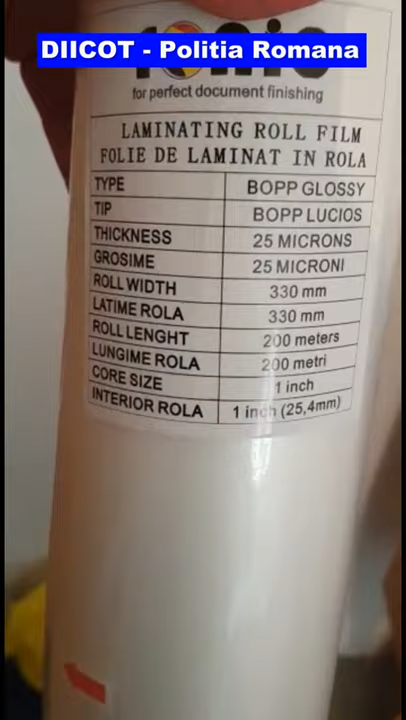 DIICOT - Politia Romana
for perfect document finishing
LAMINATING ROLL FILM
FOLIE DE LAMINAT IN ROLA
TYPE BOPP GLOSSY
TIP BOPP LUCIOS
THICKNESS 25 MICRONS
GROSIME 25 MICRONI
ROLL WIDTH 330 mm
LATIME ROLA 330 mm
ROLL LENGHT 200 meters
LUNGIME ROLA 200 metri
CORE SIZE 1 inch
INTERIOR ROLA 1 inch (25,4mm)